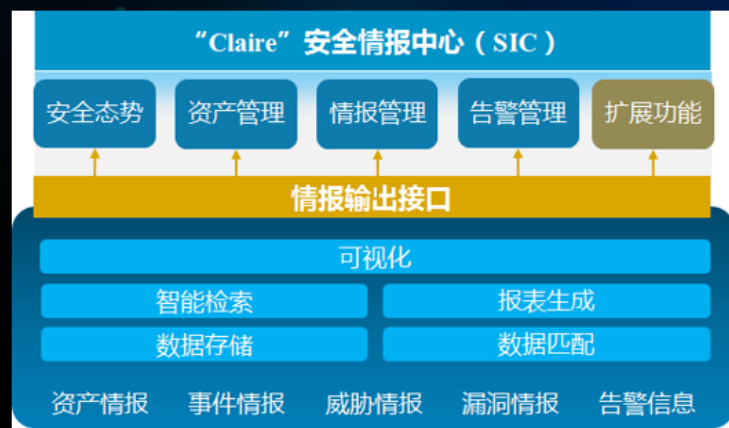 “Claire”安全情报中心（SIC）
安全态势 资产管理 情报管理 告警管理 扩展功能
情报输出接口
可视化
智能检索 报表生成
数据存储 数据匹配
资产情报 事件情报 威胁情报 漏洞情报 告警信息